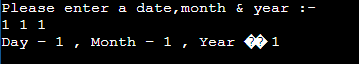 Please enter a date,month & year :-
1 1 1
Day - 1 , Month - 1 , Year �� 1